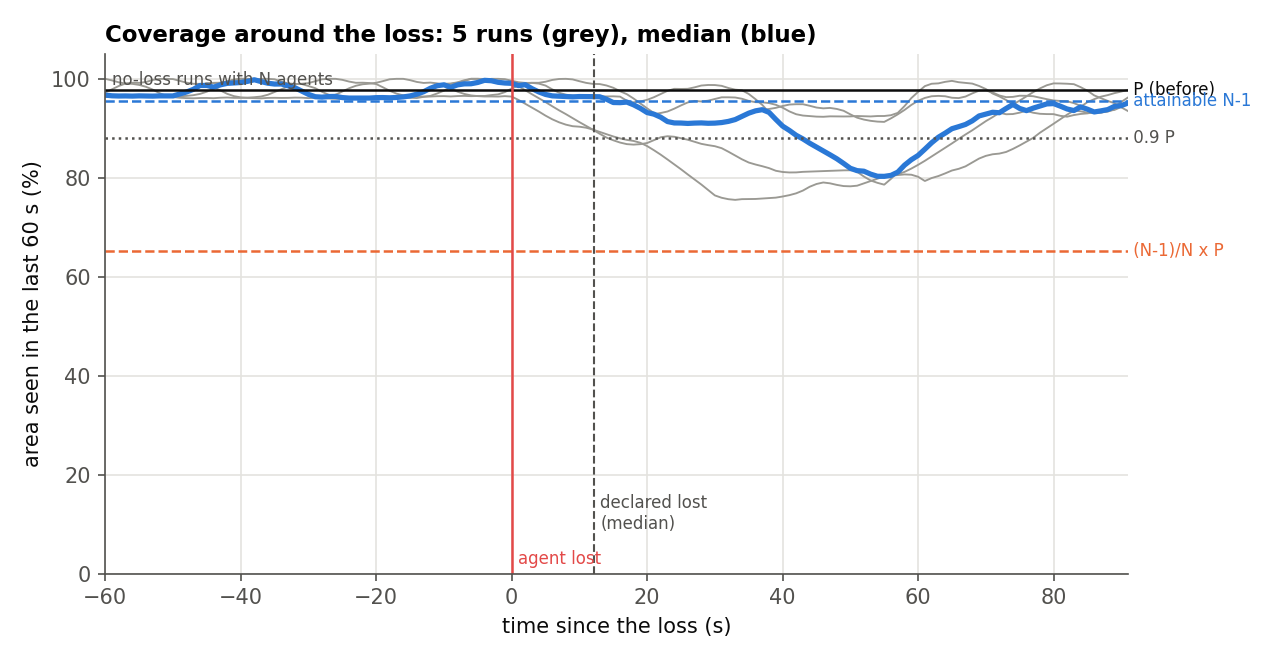 Coverage around the loss: 5 runs (grey), median (blue)
area seen in the last 60 s (%)
100
80
60
40
20
0
no-loss runs with N agents
P (before)
attainable N-1
0.9 P
(N-1)/N x P
declared lost
(median)
agent lost
−60
−40
−20
0
20
40
60
80
time since the loss (s)